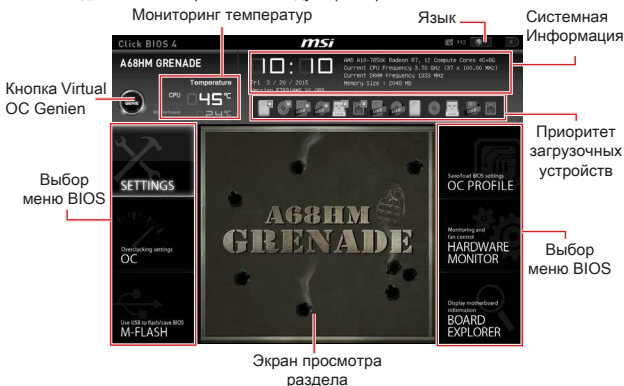 Мониторинг температур
Язык
Системная
Информация
Click BIOS 4
msi
F12
X
A68HM GRENADE
10:10
Fri 3 / 20 / 2015
AMD A10-7850K Radeon R7, 12 Compute Cores 4C+8G
Current CPU Frequency 3.70 GHz (37 x 100.00 MHz)
Current DRAM Frequency 1333 MHz
Memory Size : 2048 MB
Temperature
CPU
45°C
Motherboard
24°C
GENIE
Кнопка Virtual
OC Genien
Приоритет
загрузочных
устройств
SETTINGS
Overclocking settings
OC
Use USB to flash/save BIOS
M-FLASH
Выбор
меню BIOS
A68HM
GRENADE
Save/load BIOS settings
OC PROFILE
Monitoring and
fan control
HARDWARE
MONITOR
Display motherboard
information
BOARD
EXPLORER
Выбор
меню BIOS
Экран просмотра
раздела